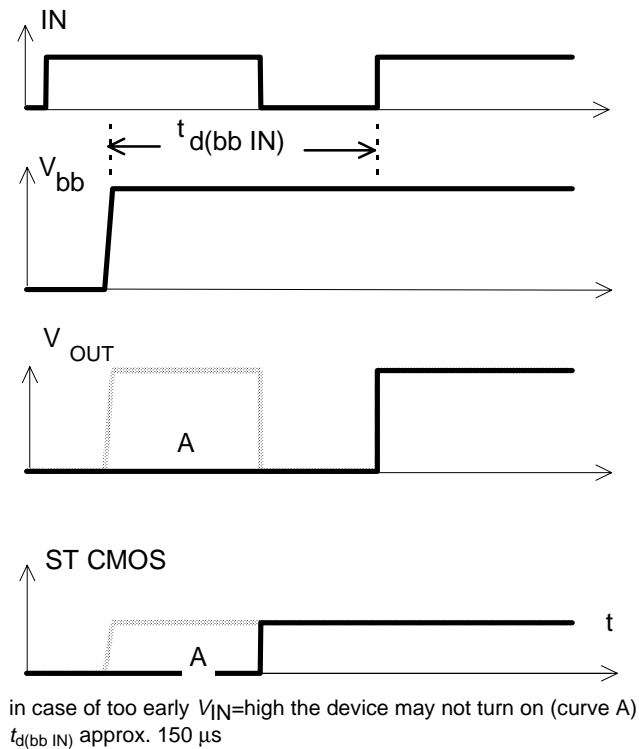 IN
t d(bb IN)
Vbb
V OUT
A
ST CMOS
t
A
in case of too early VIN=high the device may not turn on (curve A)
td(bb IN) approx. 150 µs